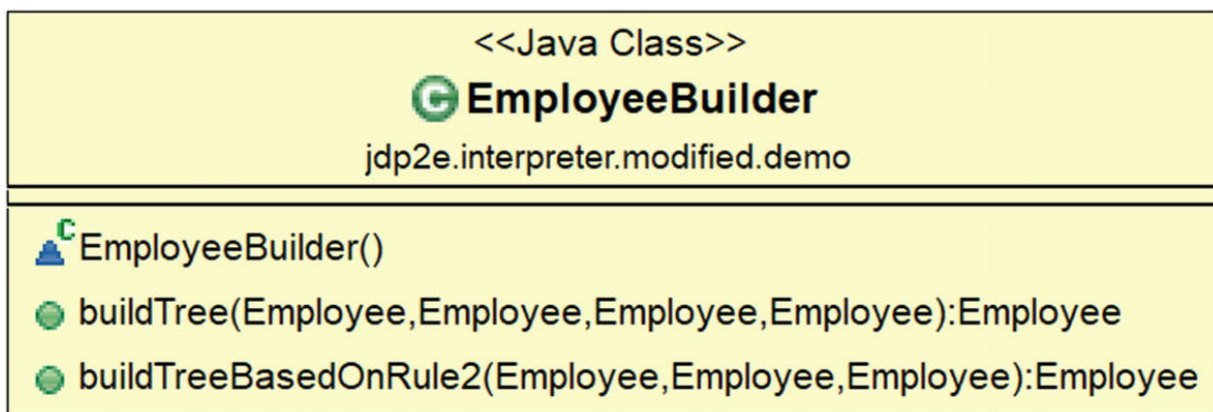 <<Java Class>>
C EmployeeBuilder
jdp2e.interpreter.modified.demo
C EmployeeBuilder()
buildTree(Employee,Employee,Employee,Employee):Employee
buildTreeBasedOnRule2(Employee,Employee,Employee):Employee